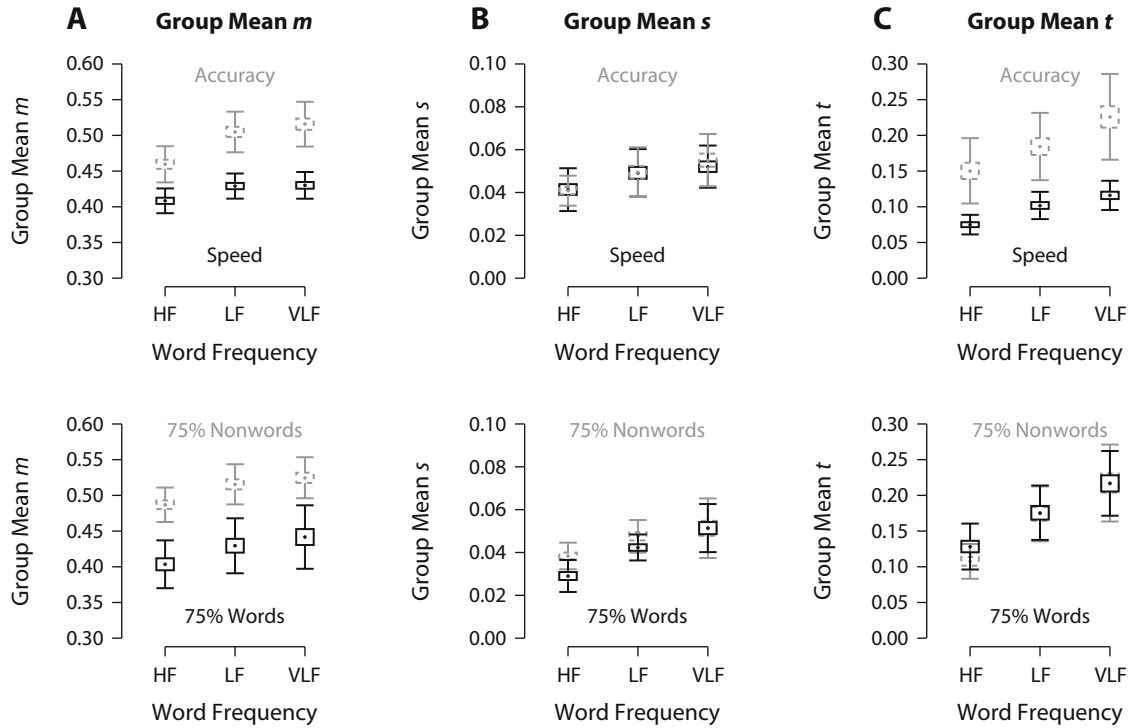 A Group Mean m
B Group Mean s
C Group Mean t
Group Mean m
0.60
0.55
0.50
0.45
0.40
0.35
0.30
Accuracy
Speed
HF LF VLF
Word Frequency
Group Mean s
0.10
0.08
0.06
0.04
0.02
0.00
Accuracy
Speed
HF LF VLF
Word Frequency
Group Mean t
0.30
0.25
0.20
0.15
0.10
0.05
0.00
Accuracy
Speed
HF LF VLF
Word Frequency
Group Mean m
0.60
0.55
0.50
0.45
0.40
0.35
0.30
75% Nonwords
75% Words
HF LF VLF
Word Frequency
Group Mean s
0.10
0.08
0.06
0.04
0.02
0.00
75% Nonwords
75% Words
HF LF VLF
Word Frequency
Group Mean t
0.30
0.25
0.20
0.15
0.10
0.05
0.00
75% Nonwords
75% Words
HF LF VLF
Word Frequency